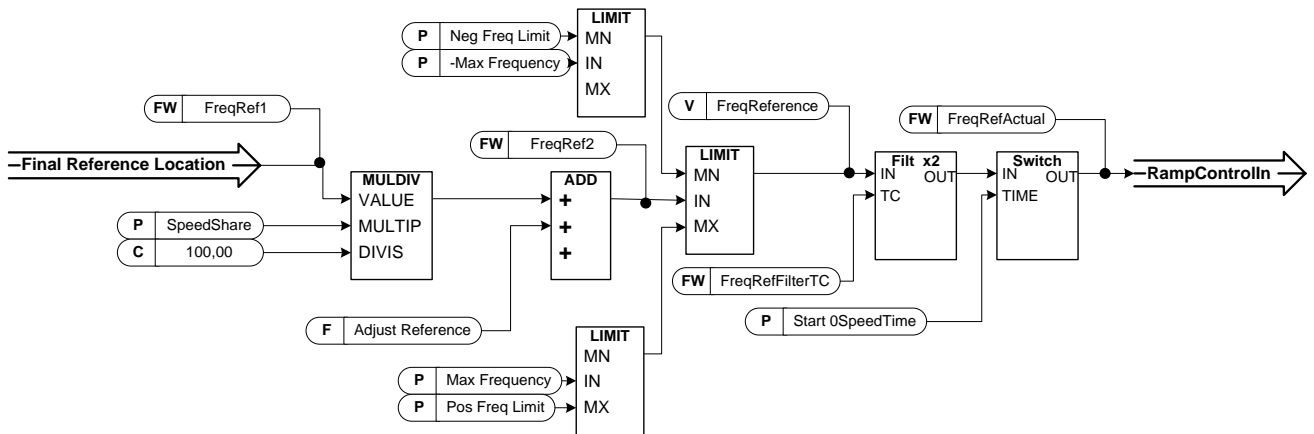 LIMIT
P Neg Freq Limit
MN
P -Max Frequency
IN
MX
FW FreqRef1
V FreqReference
FW FreqRefActual
FW FreqRef2
Final Reference Location
LIMIT
MN
IN
MX
Filt x2
IN OUT
TC
Switch
IN OUT
TIME
RampControlIn
MULDIV
VALUE
MULTIP
DIVIS
ADD
+
+
+
P SpeedShare
C 100,00
FW FreqRefFilterTC
P Start 0SpeedTime
F Adjust Reference
LIMIT
MN
IN
MX
P Max Frequency
P Pos Freq Limit